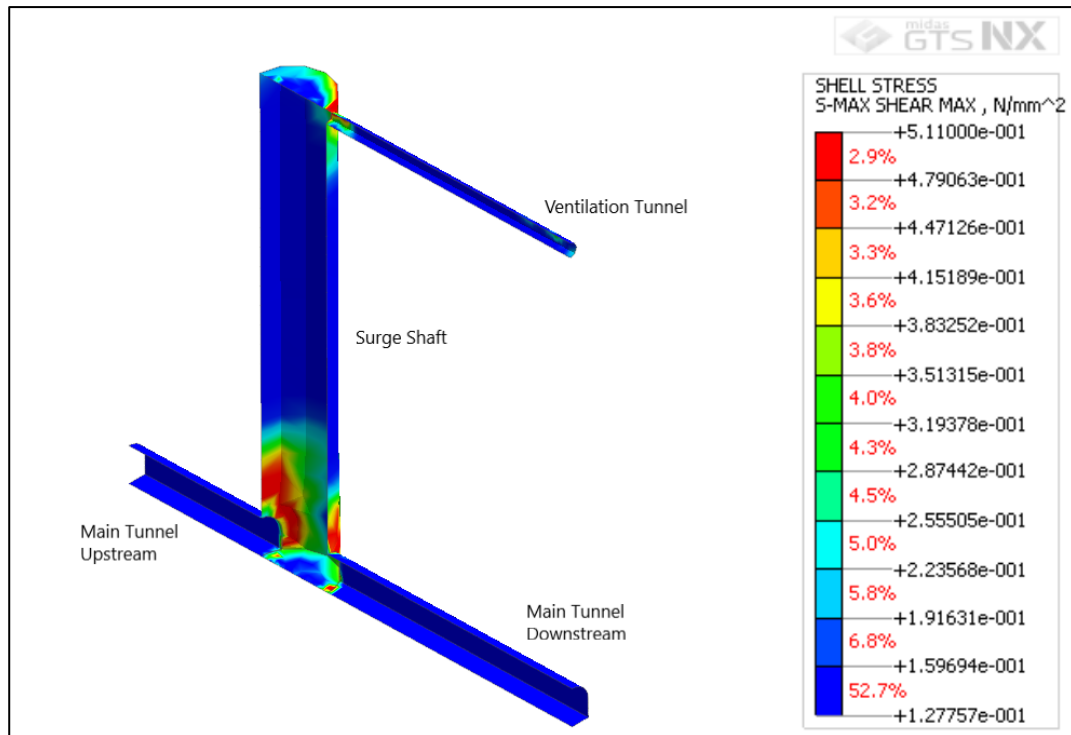 midas
GTS NX
SHELL STRESS
S-MAX SHEAR MAX , N/mm^2
+5.11000e-001
2.9%
+4.79063e-001
3.2%
+4.47126e-001
3.3%
+4.15189e-001
3.6%
+3.83252e-001
3.8%
+3.51315e-001
4.0%
+3.19378e-001
4.3%
+2.87442e-001
4.5%
+2.55505e-001
5.0%
+2.23568e-001
5.8%
+1.91631e-001
6.8%
+1.59694e-001
52.7%
+1.27757e-001
Ventilation Tunnel
Surge Shaft
Main Tunnel
Upstream
Main Tunnel
Downstream